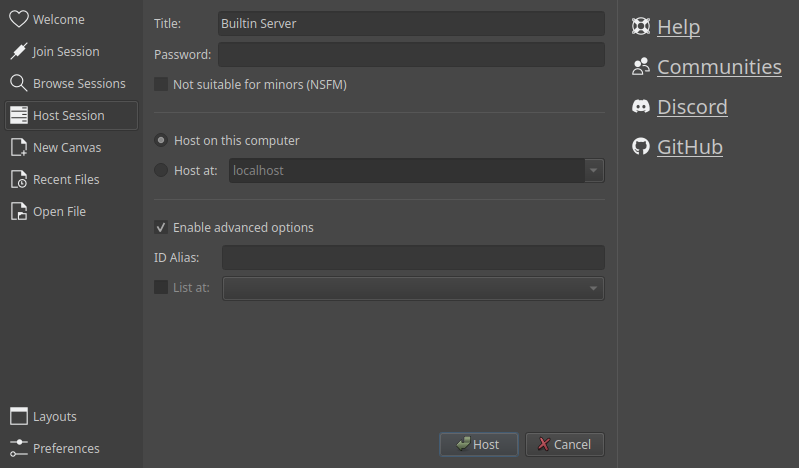 Welcome
Join Session
Browse Sessions
Host Session
New Canvas
Recent Files
Open File
Layouts
Preferences
Title: Builtin Server
Password:
Not suitable for minors (NSFM)
Host on this computer
Host at: localhost
Enable advanced options
ID Alias:
List at:
Host Cancel
Help
Communities
Discord
GitHub